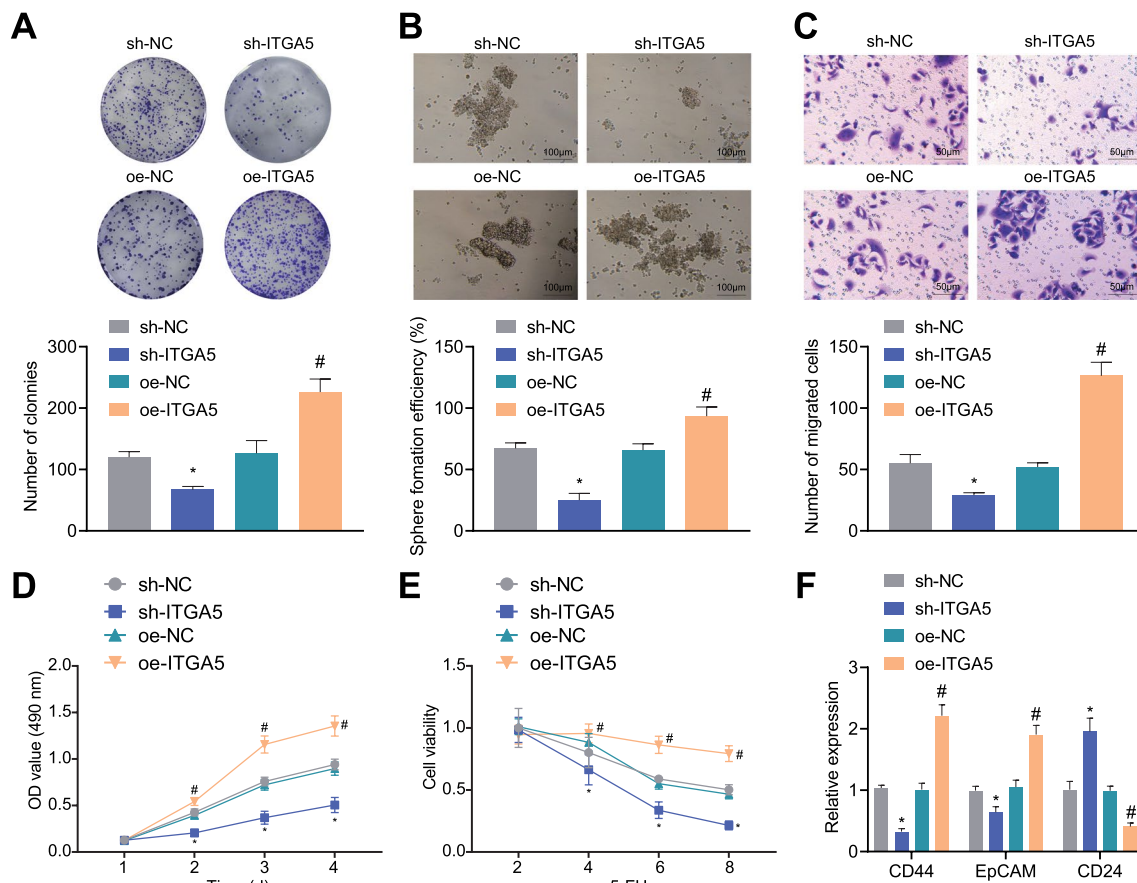 A
sh-NC sh-ITGA5
oe-NC oe-ITGA5
sh-NC
sh-ITGA5
oe-NC
oe-ITGA5
Number of clonnies
300
200
100
0
*
#
B
sh-NC sh-ITGA5
100μm 100μm
oe-NC oe-ITGA5
100μm 100μm
sh-NC
sh-ITGA5
oe-NC
oe-ITGA5
Sphere fomation efficiency (%)
150
100
50
0
*
#
C
sh-NC sh-ITGA5
50μm 50μm
oe-NC oe-ITGA5
50μm 50μm
sh-NC
sh-ITGA5
oe-NC
oe-ITGA5
Number of migrated cells
150
100
50
0
*
#
D
sh-NC
sh-ITGA5
oe-NC
oe-ITGA5
OD value (490 nm)
2.0
1.5
1.0
0.5
0.0
# # #
* * *
1 2 3 4
E
sh-NC
sh-ITGA5
oe-NC
oe-ITGA5
Cell viability
1.5
1.0
0.5
0.0
# # #
* * *
2 4 6 8
F
sh-NC
sh-ITGA5
oe-NC
oe-ITGA5
Relative expression
3
2
1
0
* # * # * #
CD44 EpCAM CD24